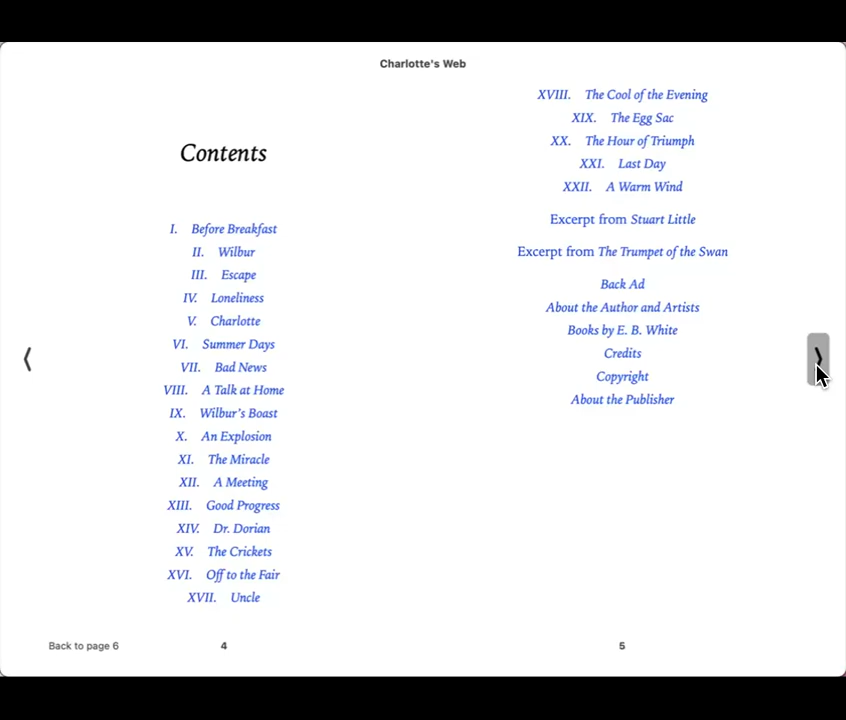 Charlotte's Web
Contents
I. Before Breakfast
II. Wilbur
III. Escape
IV. Loneliness
V. Charlotte
VI. Summer Days
VII. Bad News
VIII. A Talk at Home
IX. Wilbur's Boast
X. An Explosion
XI. The Miracle
XII. A Meeting
XIII. Good Progress
XIV. Dr. Dorian
XV. The Crickets
XVI. Off to the Fair
XVII. Uncle
Back to page 6
4
XVIII. The Cool of the Evening
XIX. The Egg Sac
XX. The Hour of Triumph
XXI. Last Day
XXII. A Warm Wind
Excerpt from Stuart Little
Excerpt from The Trumpet of the Swan
Back Ad
About the Author and Artists
Books by E. B. White
Credits
Copyright
About the Publisher
5